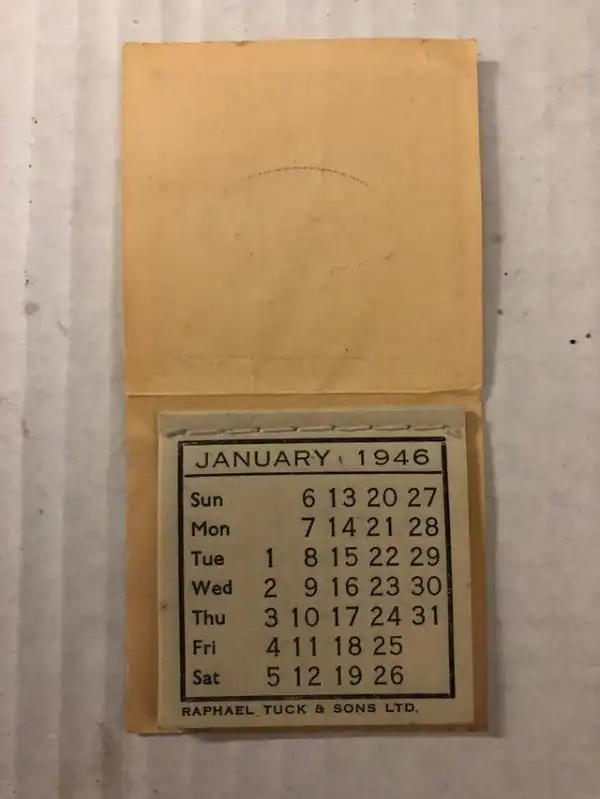 JANUARY 1946
Sun 6 13 20 27
Mon 7 14 21 28
Tue 1 8 15 22 29
Wed 2 9 16 23 30
Thu 3 10 17 24 31
Fri 4 11 18 25
Sat 5 12 19 26
RAPHAEL TUCK & SONS LTD.